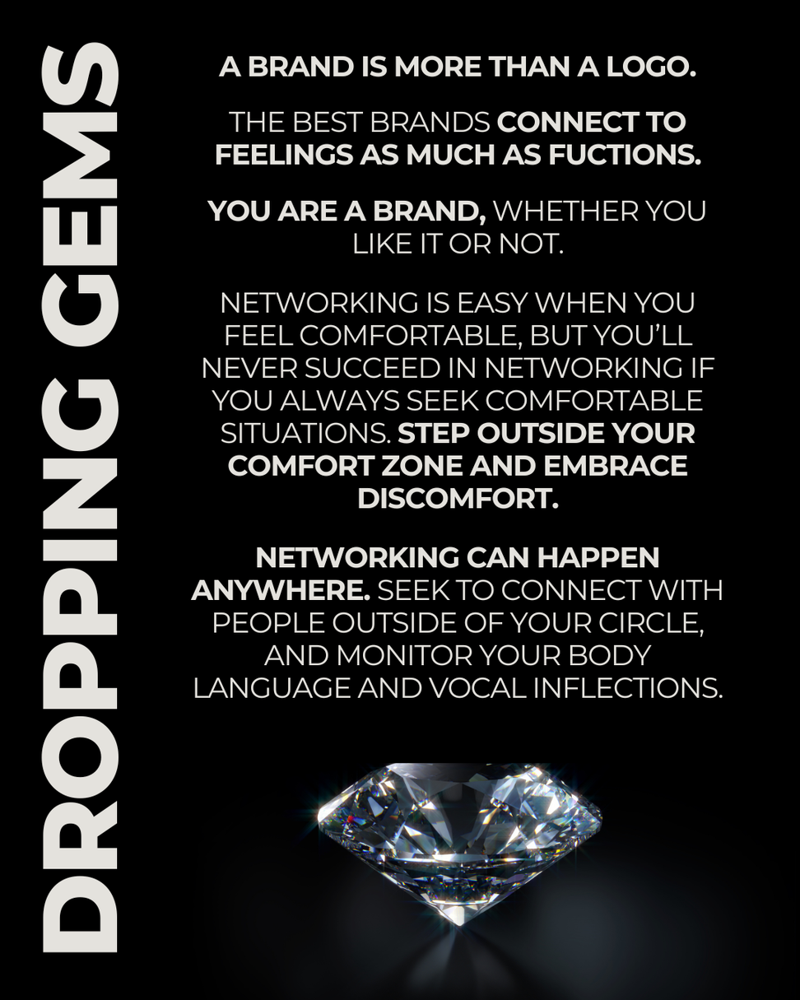 DROPPING GEMS
A BRAND IS MORE THAN A LOGO.
THE BEST BRANDS CONNECT TO
FEELINGS AS MUCH AS FUCTIONS.
YOU ARE A BRAND, WHETHER YOU
LIKE IT OR NOT.
NETWORKING IS EASY WHEN YOU
FEEL COMFORTABLE, BUT YOU’LL
NEVER SUCCEED IN NETWORKING IF
YOU ALWAYS SEEK COMFORTABLE
SITUATIONS. STEP OUTSIDE YOUR
COMFORT ZONE AND EMBRACE
DISCOMFORT.
NETWORKING CAN HAPPEN
ANYWHERE. SEEK TO CONNECT WITH
PEOPLE OUTSIDE OF YOUR CIRCLE,
AND MONITOR YOUR BODY
LANGUAGE AND VOCAL INFLECTIONS.